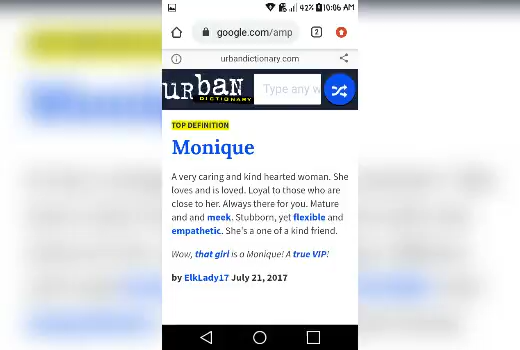 42% 10:06 AM
google.com/amp 2
urbandictionary.com
urban Type any w
DICTIONARY
TOP DEFINITION
Monique
A very caring and kind hearted woman. She
loves and is loved. Loyal to those who are
close to her. Always there for you. Mature
and and meek. Stubborn, yet flexible and
empathetic. She's a one of a kind friend.
Wow, that girl is a Monique! A true VIP!
by ElkLady17 July 21, 2017